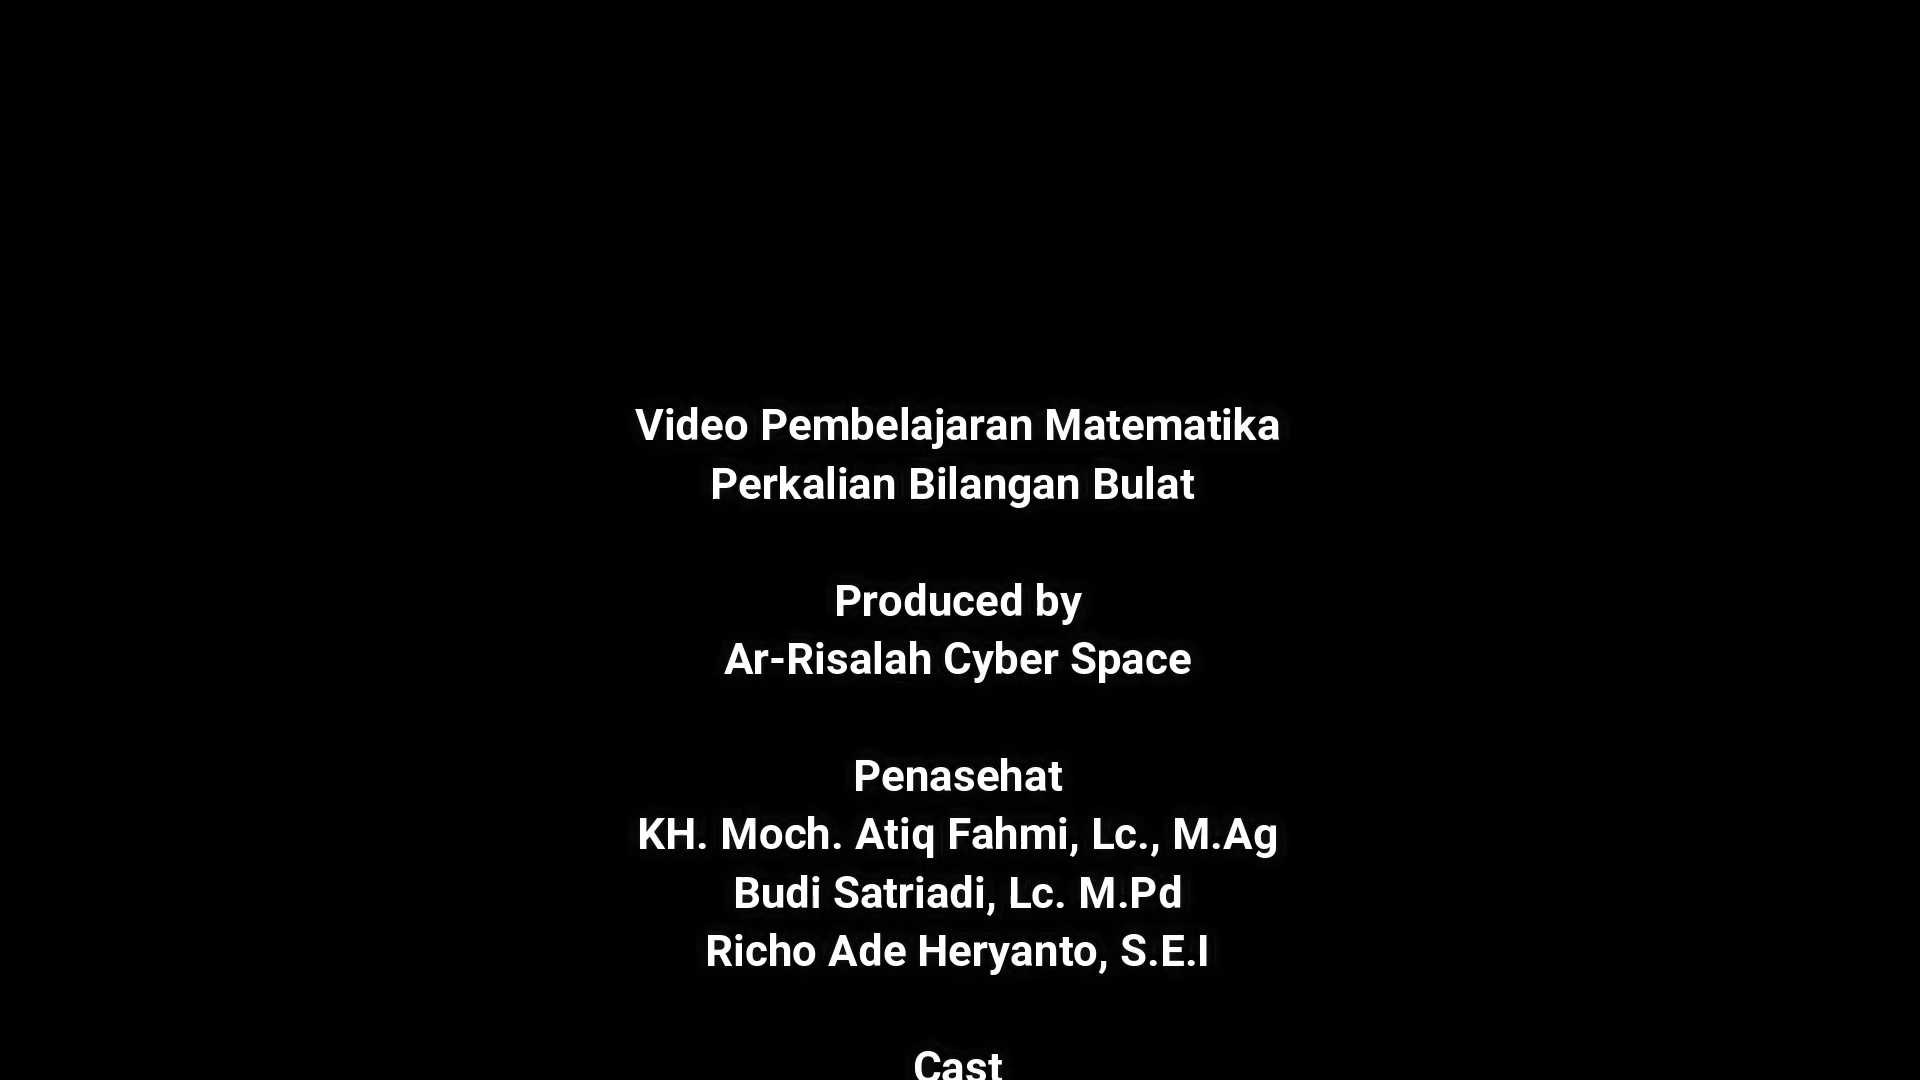 Video Pembelajaran Matematika
Perkalian Bilangan Bulat
Produced by
Ar-Risalah Cyber Space
Penasehat
KH. Moch. Atiq Fahmi, Lc., M.Ag
Budi Satriadi, Lc. M.Pd
Richo Ade Heryanto, S.E.I
Cast